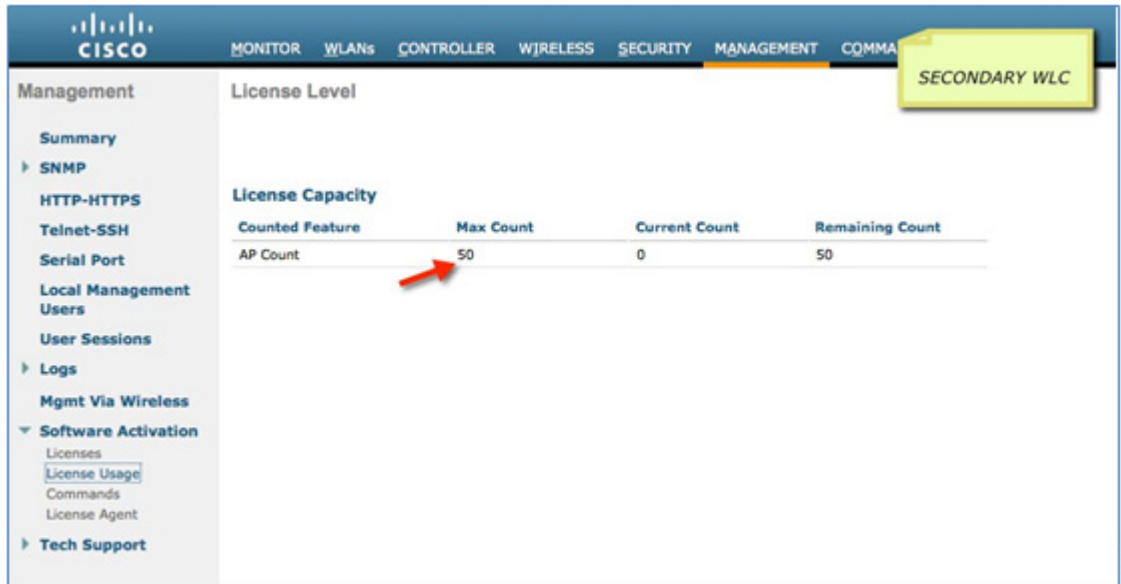 CISCO
MONITOR WLANs CONTROLLER WIRELESS SECURITY MANAGEMENT COMMA
SECONDARY WLC
Management
License Level
Summary
SNMP
HTTP-HTTPS
Telnet-SSH
Serial Port
Local Management
Users
User Sessions
Logs
Mgmt Via Wireless
Software Activation
Licenses
License Usage
Commands
License Agent
Tech Support
License Capacity
Counted Feature Max Count Current Count Remaining Count
AP Count 50 0 50